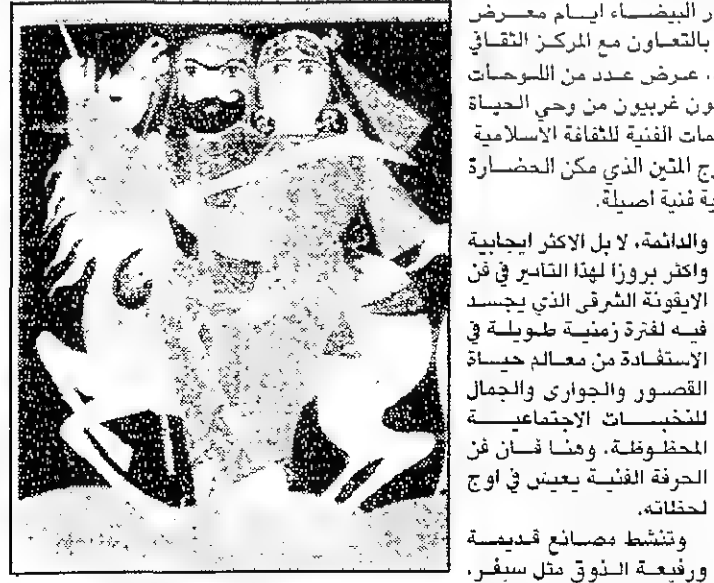 ر البيضاء ايام معرض
بالتعاون مع المركز الثقافي
، عرض عدد من اللوحات
ون غربيون من وحي الحياة
مات الفنية للثقافة الاسلامية
رج المتين الذي مكن الحضارة
ية فنية اصيلة.
والدائمة، لا بل الاكثر ايجابية
واكثر بروزا لهذا التاثير في فن
الايقونة الشرقي الذي يجسد
فيه لفترة زمنية طويلة في
الاستفادة من معالم حياة
القصور والجواري والجمال
للنخبات الاجتماعية
المحظوظة، وهنا فان فن
الحرفة الفنية يعيش في اوج
لحظاته.
وتنشط مصانع قديمة
ورفيعة الذوق مثل سيفر،